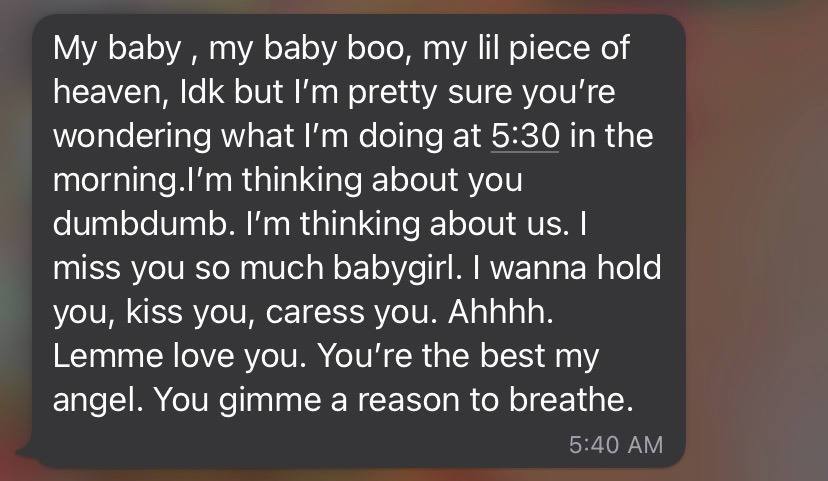 My baby , my baby boo, my lil piece of
heaven, Idk but I’m pretty sure you’re
wondering what I’m doing at 5:30 in the
morning.I’m thinking about you
dumbdumb. I’m thinking about us. I
miss you so much babygirl. I wanna hold
you, kiss you, caress you. Ahhhh.
Lemme love you. You’re the best my
angel. You gimme a reason to breathe.
5:40 AM